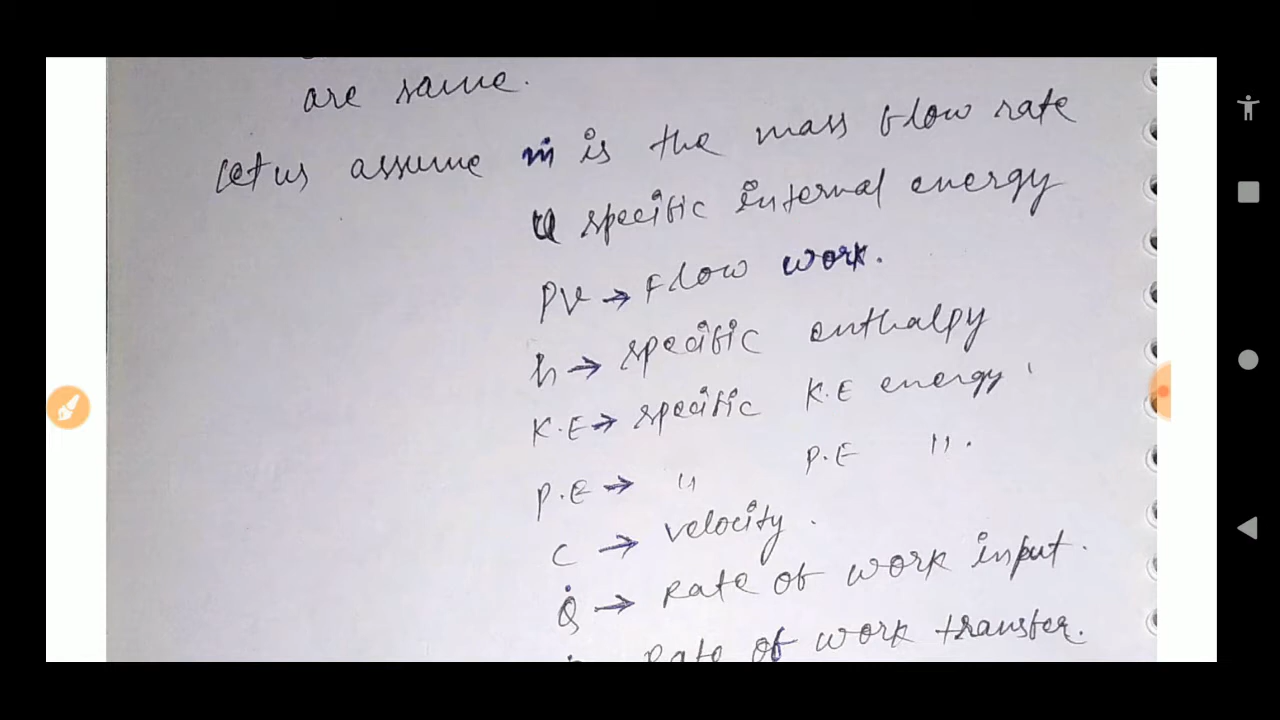 are same.
let us assume ṁ is the mass flow rate
u specific internal energy
PV → Flow work.
h → specific enthalpy
K.E → specific K.E energy.
P.E → " P.E ".
C → velocity.
Q̇ → Rate of work input.
Rate of work transfer.